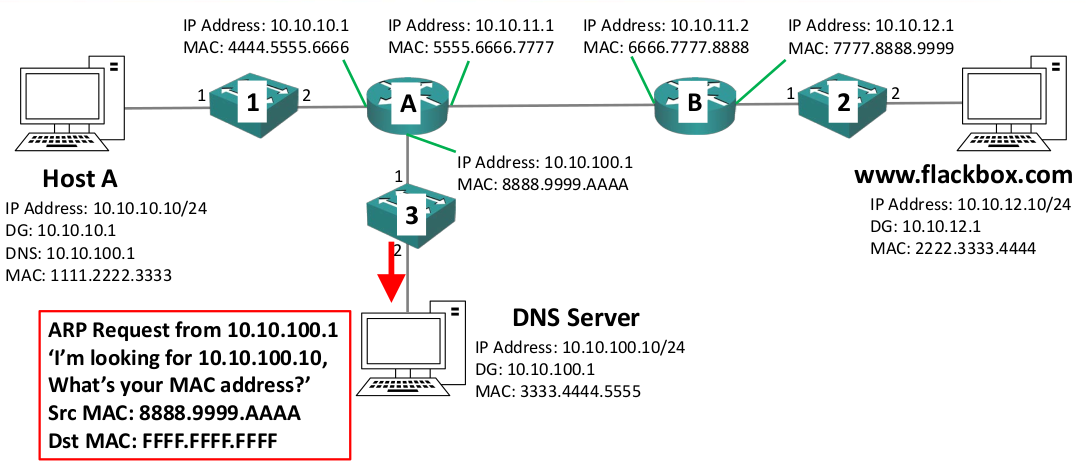 IP Address: 10.10.10.1
MAC: 4444.5555.6666
IP Address: 10.10.11.1
MAC: 5555.6666.7777
IP Address: 10.10.11.2
MAC: 6666.7777.8888
IP Address: 10.10.12.1
MAC: 7777.8888.9999
1
1
2
A
B
1
2
2
IP Address: 10.10.100.1
MAC: 8888.9999.AAAA
1
3
2
Host A
IP Address: 10.10.10.10/24
DG: 10.10.10.1
DNS: 10.10.100.1
MAC: 1111.2222.3333
www.flackbox.com
IP Address: 10.10.12.10/24
DG: 10.10.12.1
MAC: 2222.3333.4444
ARP Request from 10.10.100.1
‘I’m looking for 10.10.100.10,
What’s your MAC address?’
Src MAC: 8888.9999.AAAA
Dst MAC: FFFF.FFFF.FFFF
DNS Server
IP Address: 10.10.100.10/24
DG: 10.10.100.1
MAC: 3333.4444.5555